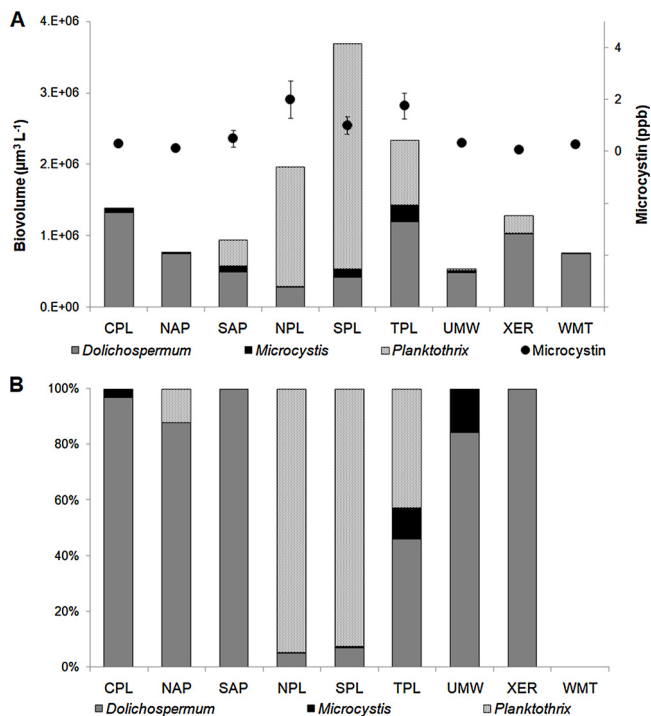 A
4.E+06
3.E+06
2.E+06
1.E+06
0.E+00
Biovolume (µm³ L⁻¹)
4
2
0
Microcystin (ppb)
CPL NAP SAP NPL SPL TPL UMW XER WMT
Dolichospermum Microcystis Planktothrix Microcystin
B
100%
80%
60%
40%
20%
0%
CPL NAP SAP NPL SPL TPL UMW XER WMT
Dolichospermum Microcystis Planktothrix